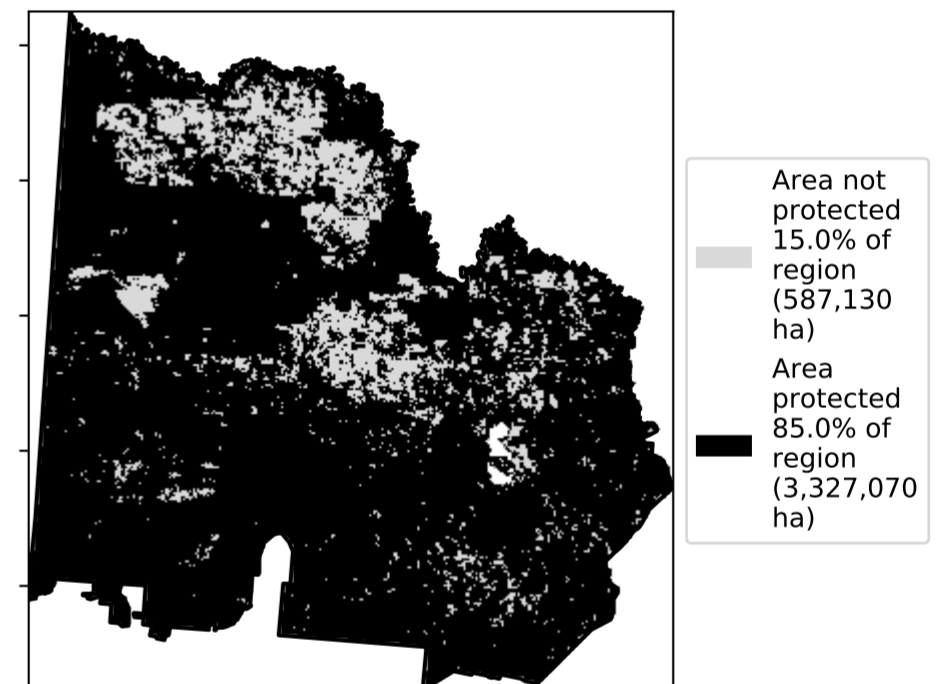 Area not
protected
15.0% of
region
(587,130
ha)
Area
protected
85.0% of
region
(3,327,070
ha)